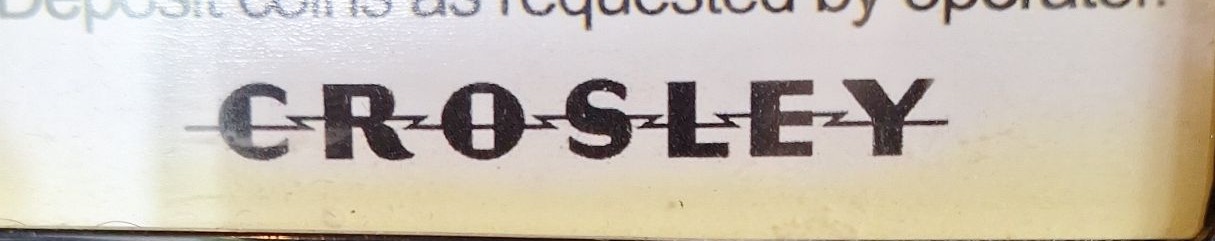 Deposit coins as requested by operator.
CROSLEY